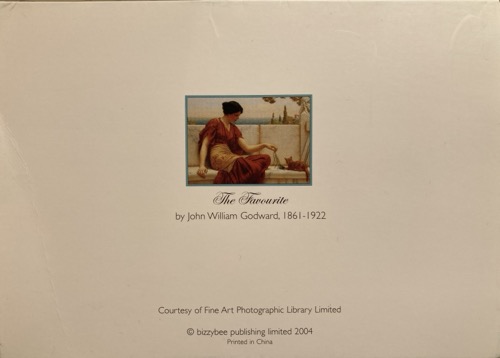 The Favourite
by John William Godward, 1861-1922
Courtesy of Fine Art Photographic Library Limited
© bizzybee publishing limited 2004
Printed in China